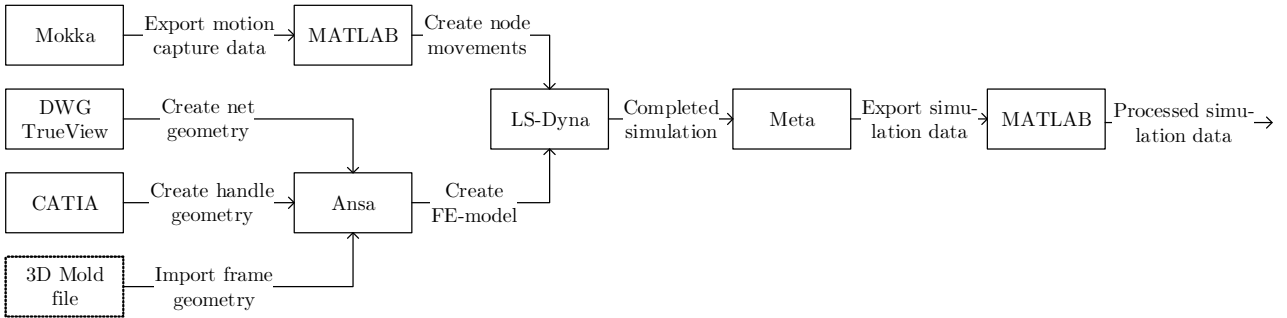 Mokka
Export motion
capture data
MATLAB
Create node
movements
DWG
TrueView
Create net
geometry
LS-Dyna
Completed
simulation
Meta
Export simu-
lation data
MATLAB
Processed simu-
lation data
CATIA
Create handle
geometry
Ansa
Create
FE-model
3D Mold
file
Import frame
geometry